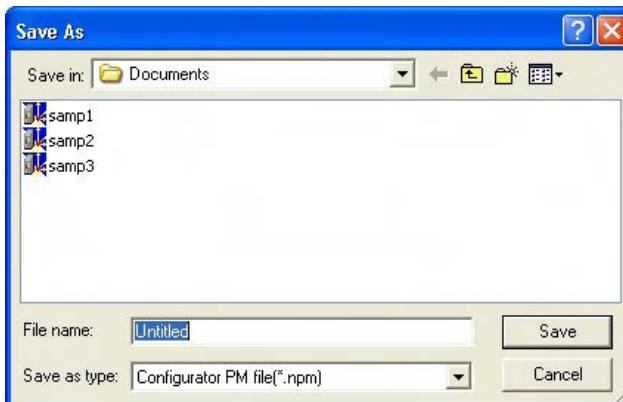 Save As
Save in: Documents
samp1
samp2
samp3
File name: Untitled Save
Save as type: Configurator PM file(*.npm) Cancel